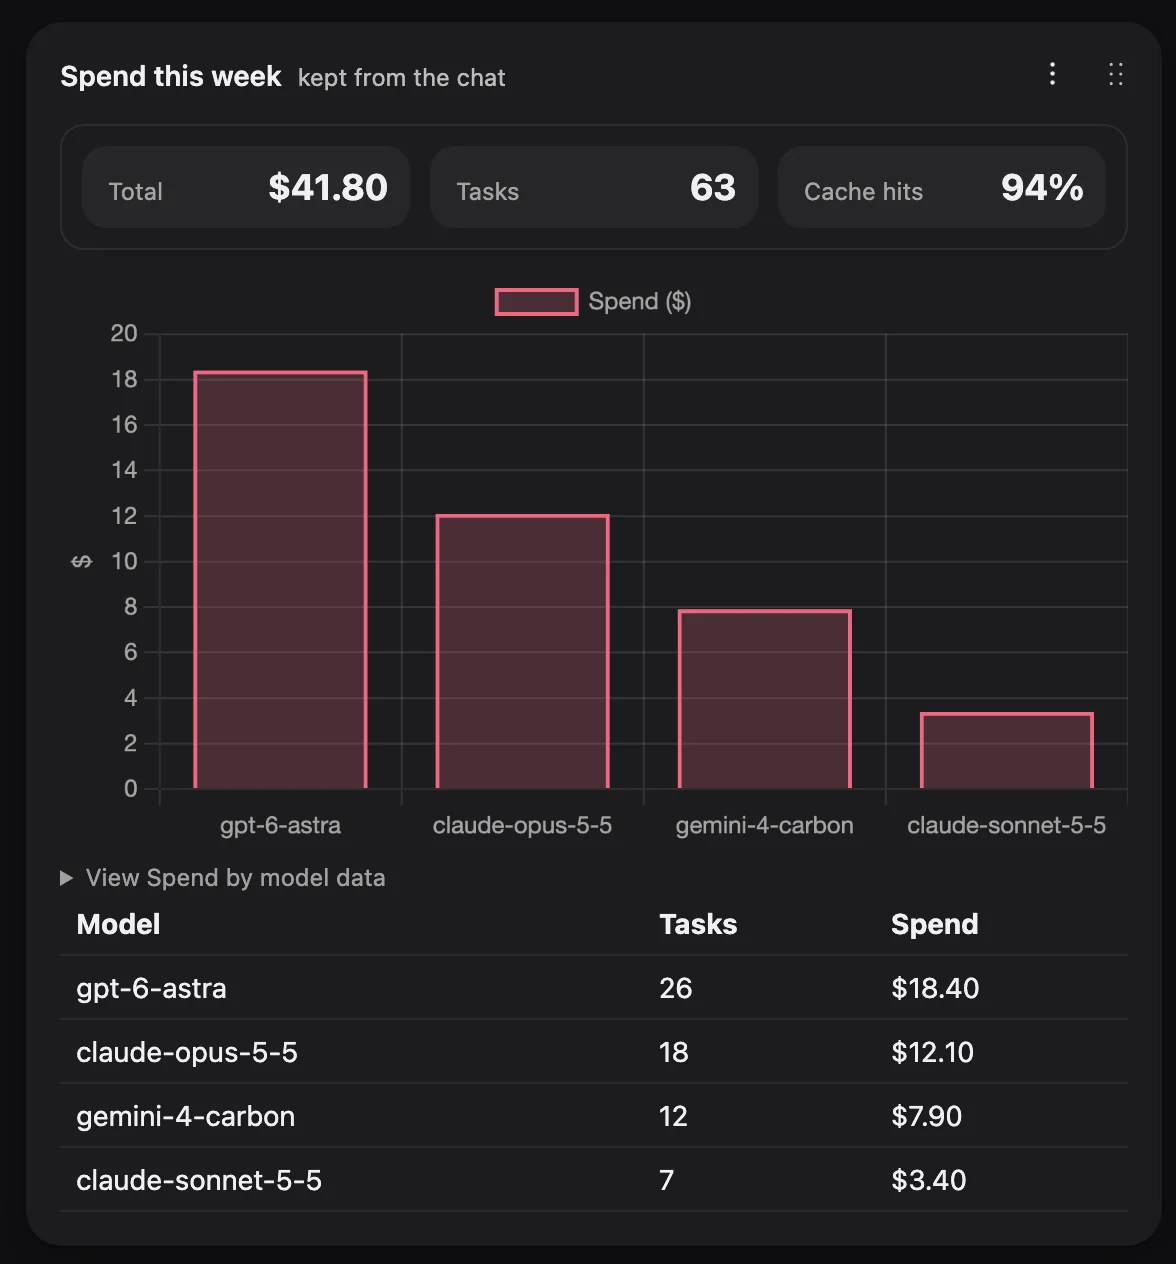 Spend this week kept from the chat
Total $41.80 Tasks 63 Cache hits 94%
Spend ($)
20
18
16
14
12
10
8
6
4
2
0
$
gpt-6-astra claude-opus-5-5 gemini-4-carbon claude-sonnet-5-5
View Spend by model data
Model Tasks Spend
gpt-6-astra 26 $18.40
claude-opus-5-5 18 $12.10
gemini-4-carbon 12 $7.90
claude-sonnet-5-5 7 $3.40